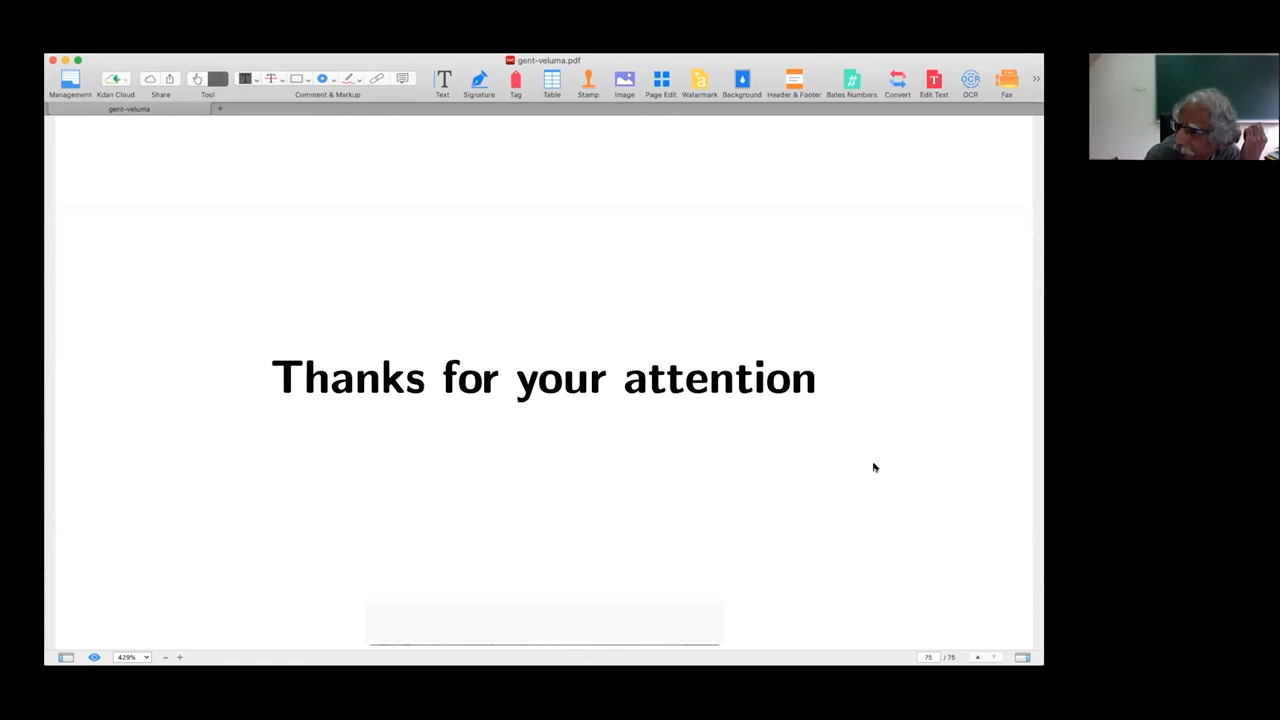 gent-veluma.pdf
Management
Kdan Cloud
Share
Tool
Comment & Markup
Text
Signature
Tag
Table
Stamp
Image
Page Edit
Watermark
Background
Header & Footer
Bates Numbers
Convert
Edit Text
OCR
Fax
gent-veluma
Thanks for your attention
429%
75 / 75